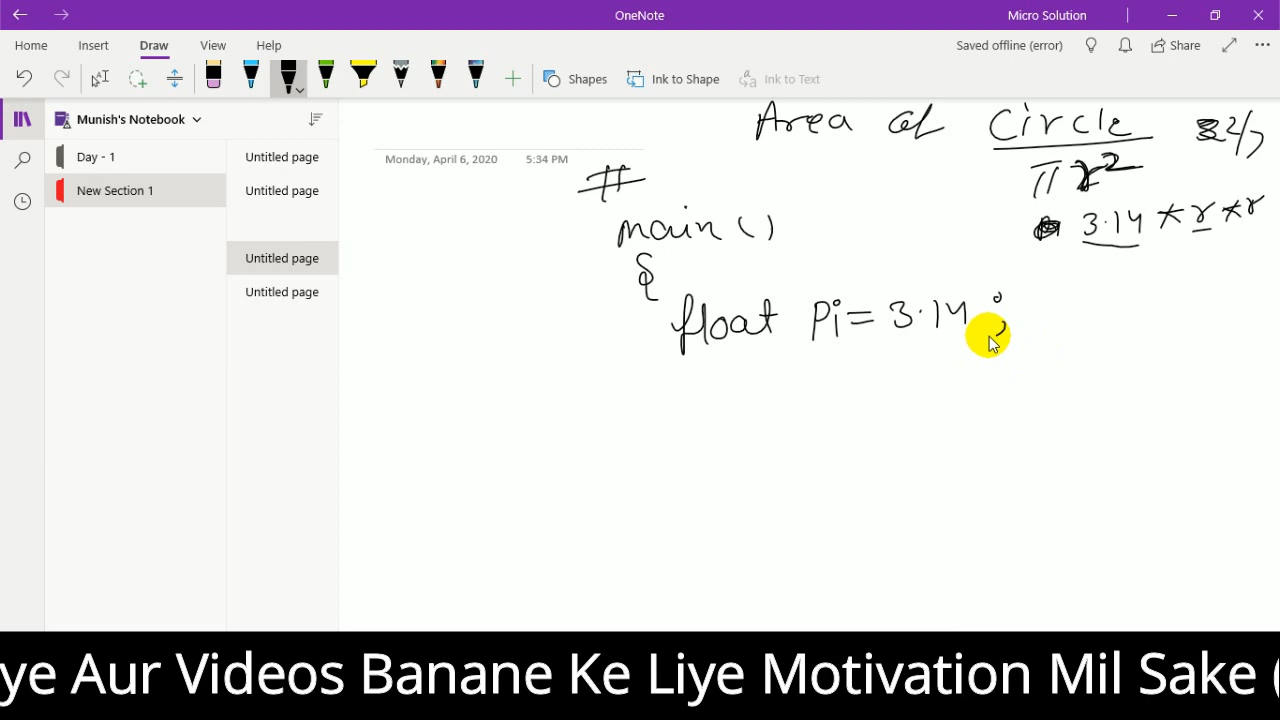 OneNote
Micro Solution
Home Insert Draw View Help
Saved offline (error) Share
Shapes Ink to Shape Ink to Text
Munish's Notebook
Day - 1
New Section 1
Untitled page
Untitled page
Untitled page
Untitled page
Monday, April 6, 2020 5:34 PM
Area of Circle 22/7
πr²
3.14 * r * r
#
main ( )
{
float Pi = 3.14 ;
ye Aur Videos Banane Ke Liye Motivation Mil Sake (